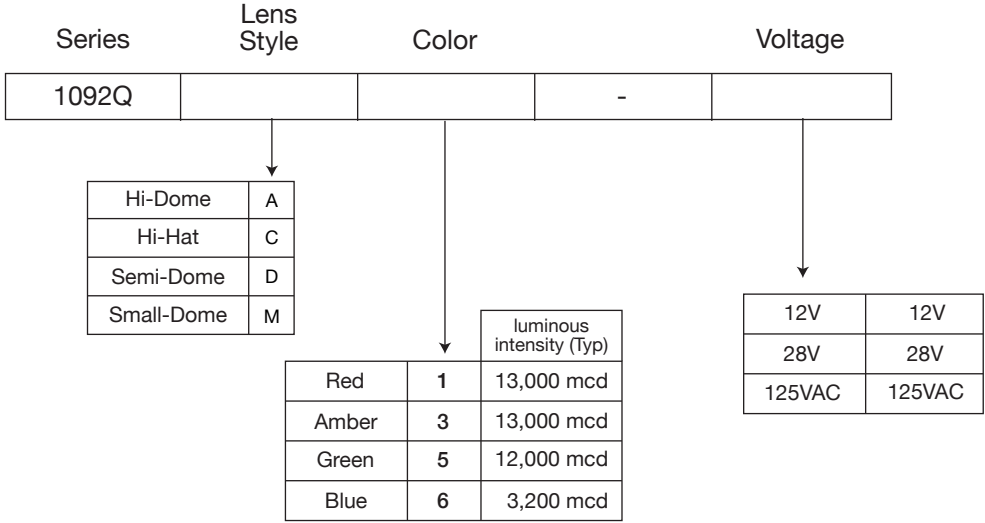 Series
Lens
Style
Color
Voltage
1092Q
-
Hi-Dome A
Hi-Hat C
Semi-Dome D
Small-Dome M
luminous
intensity (Typ)
Red 1 13,000 mcd
Amber 3 13,000 mcd
Green 5 12,000 mcd
Blue 6 3,200 mcd
12V 12V
28V 28V
125VAC 125VAC